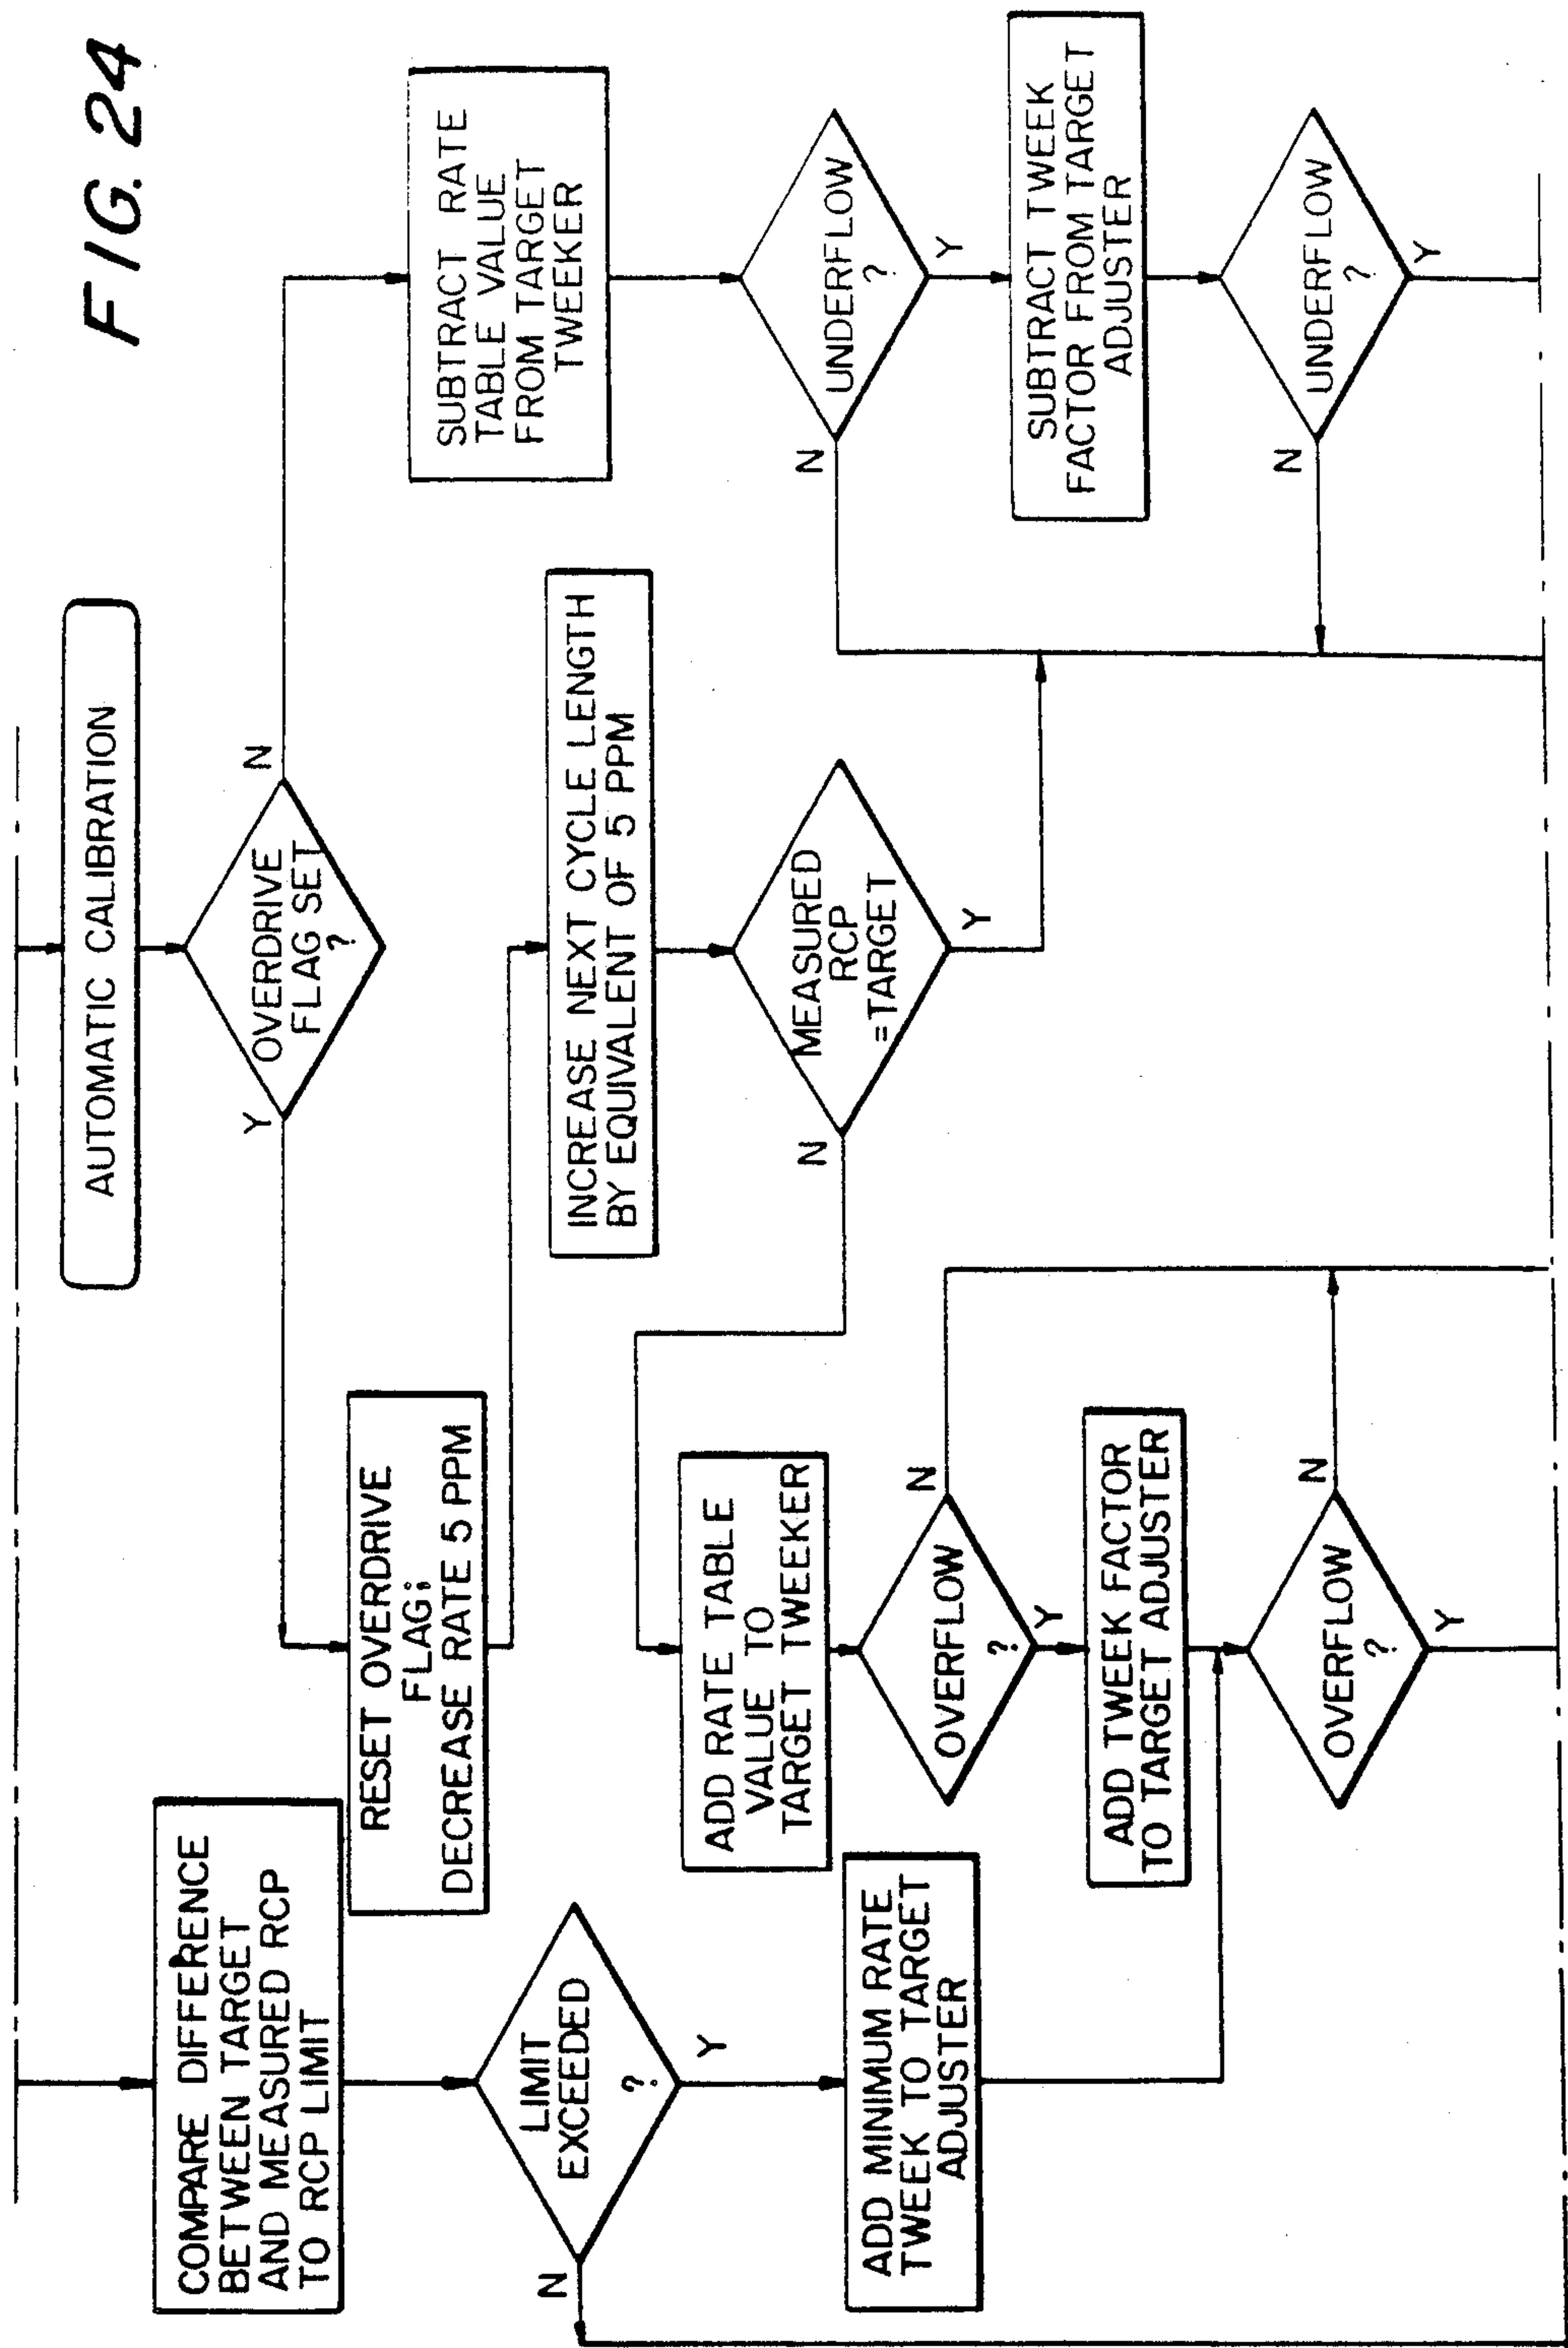 FIG. 24
AUTOMATIC CALIBRATION
OVERDRIVE
FLAG SET
?
Y
N
COMPARE DIFFERENCE
BETWEEN TARGET
AND MEASURED RCP
TO RCP LIMIT
LIMIT
EXCEEDED
?
N
Y
ADD MINIMUM RATE
TWEEK TO TARGET
ADJUSTER
RESET OVERDRIVE
FLAG;
DECREASE RATE 5 PPM
INCREASE NEXT CYCLE LENGTH
BY EQUIVALENT OF 5 PPM
MEASURED
RCP
=TARGET
N
Y
ADD RATE TABLE
VALUE TO
TARGET TWEEKER
OVERFLOW
?
N
Y
ADD TWEEK FACTOR
TO TARGET ADJUSTER
OVERFLOW
?
N
Y
SUBTRACT RATE
TABLE VALUE
FROM TARGET
TWEEKER
UNDERFLOW
?
N
Y
SUBTRACT TWEEK
FACTOR FROM TARGET
ADJUSTER
UNDERFLOW
?
N
Y